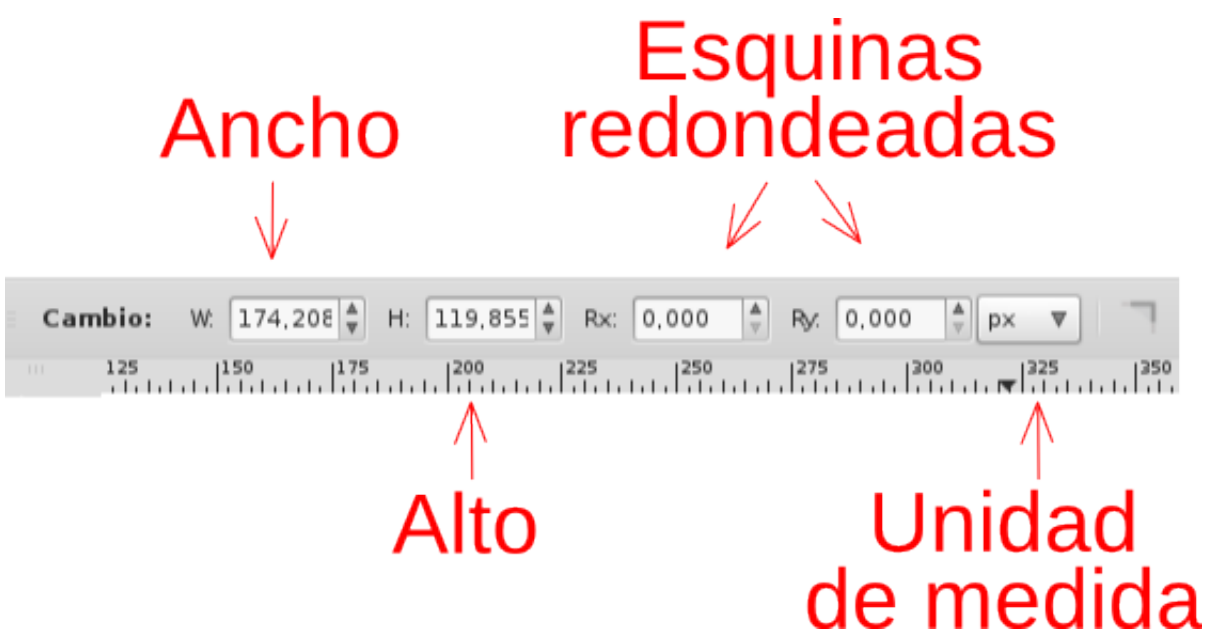 Esquinas
Ancho redondeadas
Cambio: W: 174,208 H: 119,855 Rx: 0,000 Ry: 0,000 px
125 150 175 200 225 250 275 300 325 350
Alto Unidad
de medida